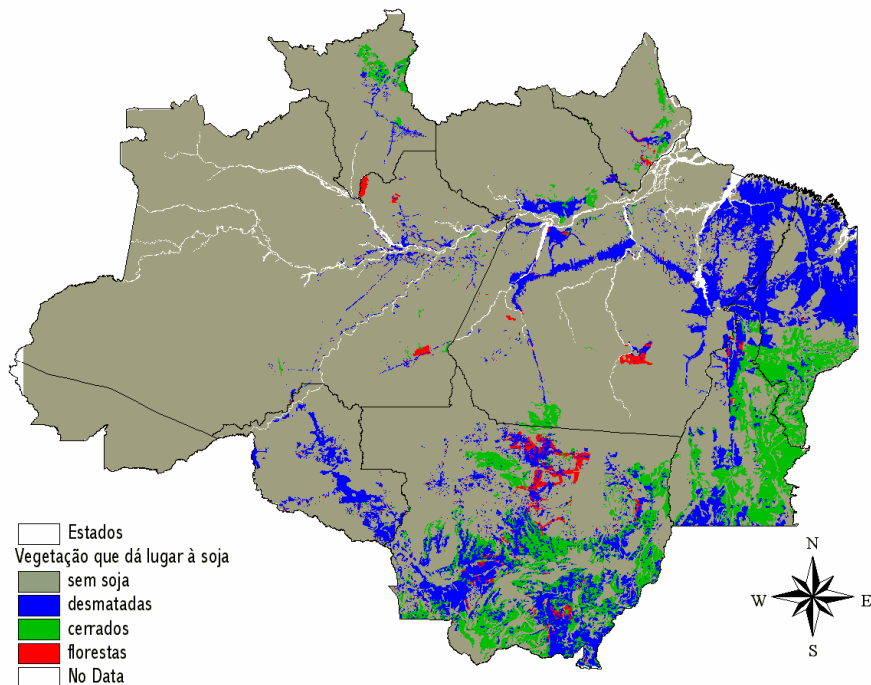 Estados
Vegetação que dá lugar à soja
sem soja
desmatadas
cerrados
florestas
No Data
N
W E
S